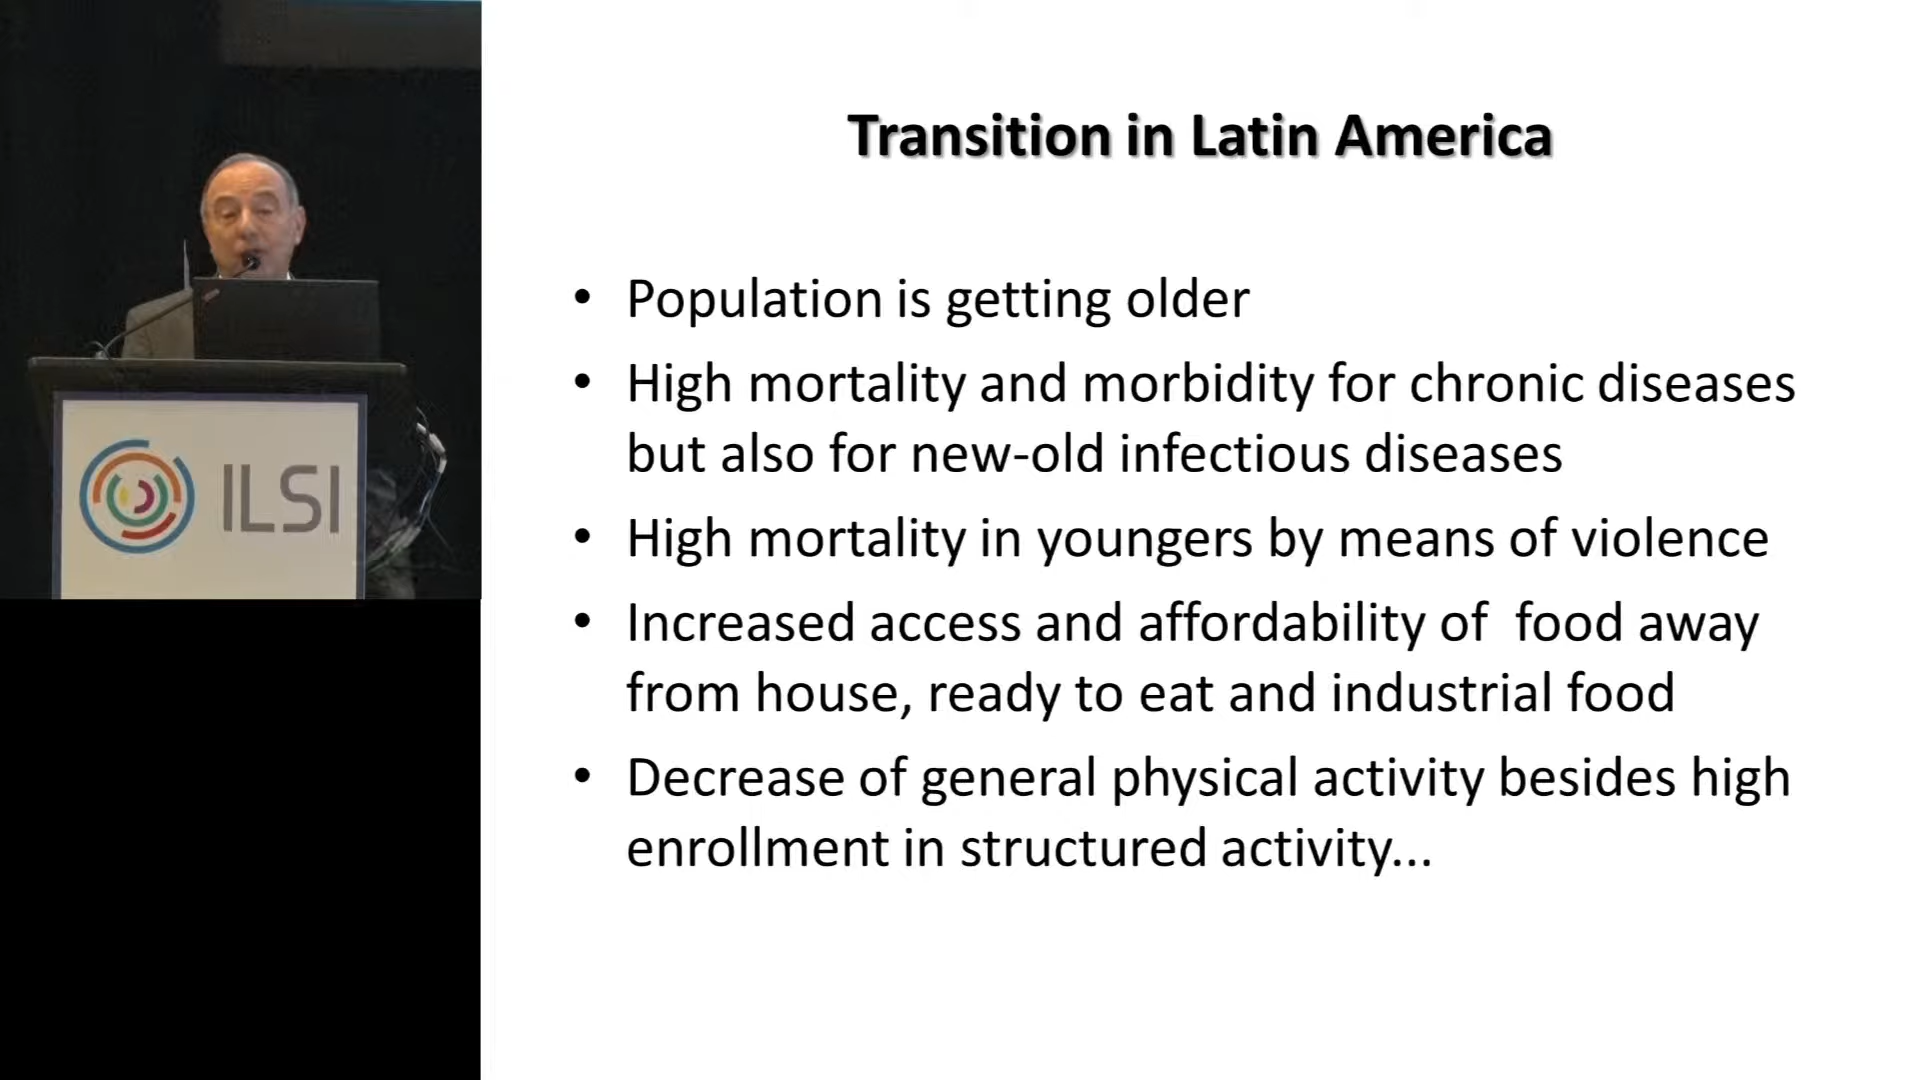 Transition in Latin America
• Population is getting older
• High mortality and morbidity for chronic diseases
but also for new-old infectious diseases
• High mortality in youngers by means of violence
• Increased access and affordability of  food away
from house, ready to eat and industrial food
• Decrease of general physical activity besides high
enrollment in structured activity...
ILSI